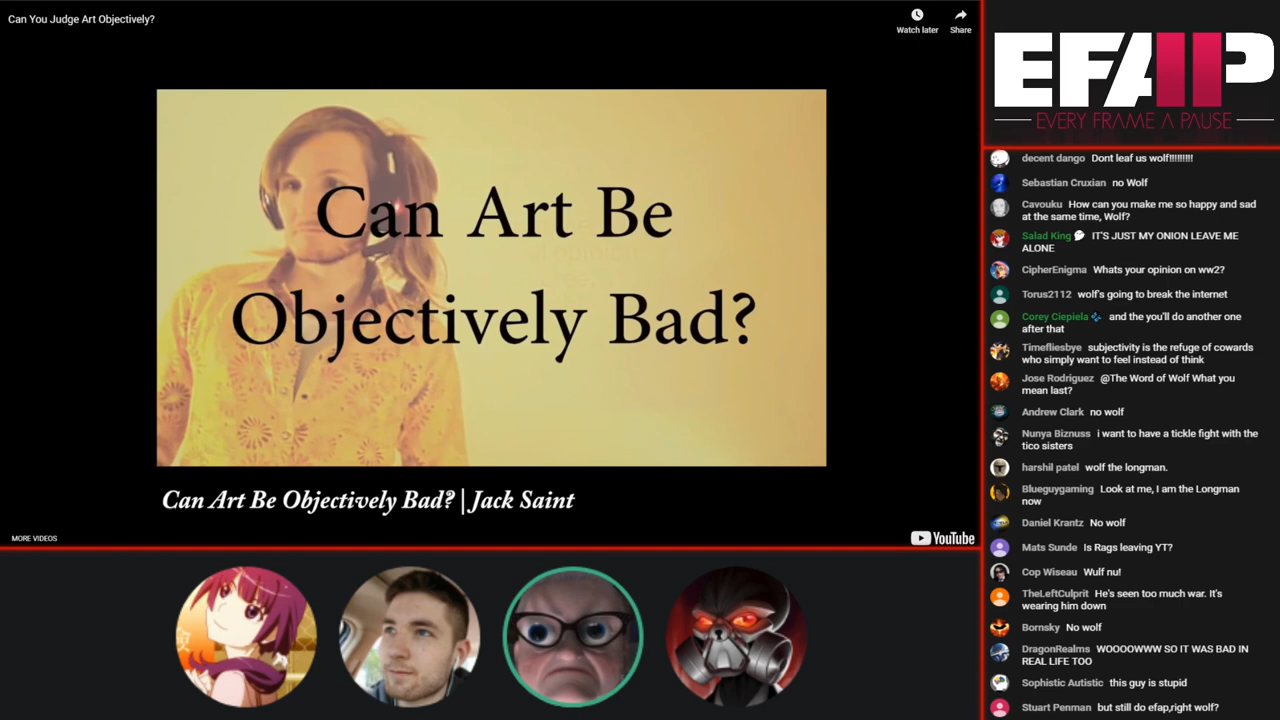 Can You Judge Art Objectively?
Watch later
Share
Can Art Be
Objectively Bad?
Can Art Be Objectively Bad? | Jack Saint
MORE VIDEOS
YouTube
EFAP
EVERY FRAME A PAUSE
decent dango Dont leaf us wolf!!!!!!!!!
Sebastian Cruxian no Wolf
Cavouku How can you make me so happy and sad
at the same time, Wolf?
Salad King IT'S JUST MY ONION LEAVE ME
ALONE
CipherEnigma Whats your opinion on ww2?
Torus2112 wolf's going to break the internet
Corey Ciepiela and the you'll do another one
after that
Timefliesbye subjectivity is the refuge of cowards
who simply want to feel instead of think
Jose Rodriguez @The Word of Wolf What you
mean last?
Andrew Clark no wolf
Nunya Biznuss i want to have a tickle fight with the
tico sisters
harshil patel wolf the longman.
Blueguygaming Look at me, I am the Longman
now
Daniel Krantz No wolf
Mats Sunde Is Rags leaving YT?
Cop Wiseau Wulf nu!
TheLeftCulprit He's seen too much war. It's
wearing him down
Bornsky No wolf
DragonRealms WOOOOWWW SO IT WAS BAD IN
REAL LIFE TOO
Sophistic Autistic this guy is stupid
Stuart Penman but still do efap,right wolf?